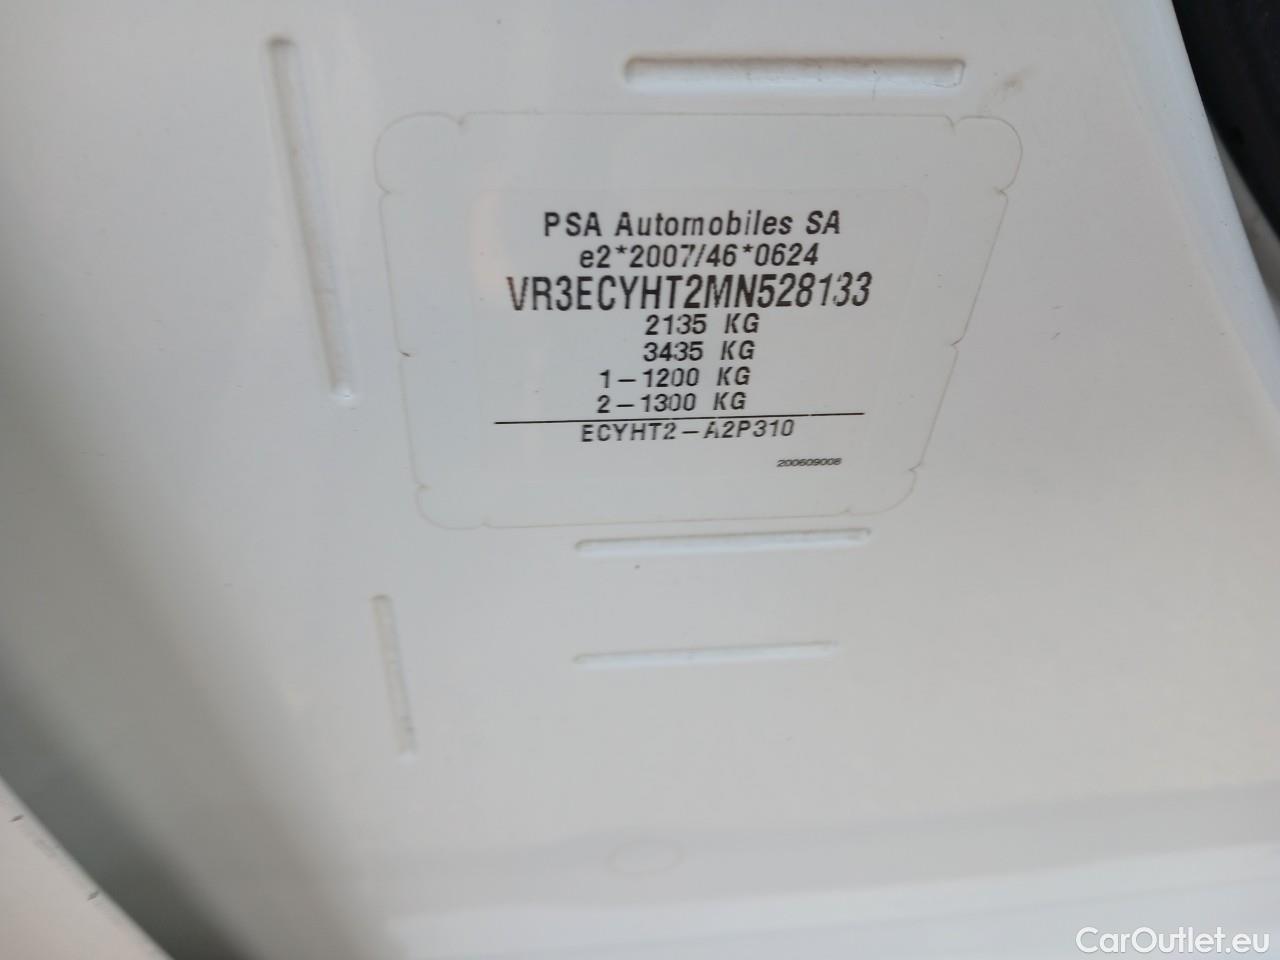 PSA Automobiles SA
e2*2007/46*0624
VR3ECYHT2MN528133
2135 KG
3435 KG
1-1200 KG
2-1300 KG
ECYHT2-A2P310
200609008
CarOutlet.eu